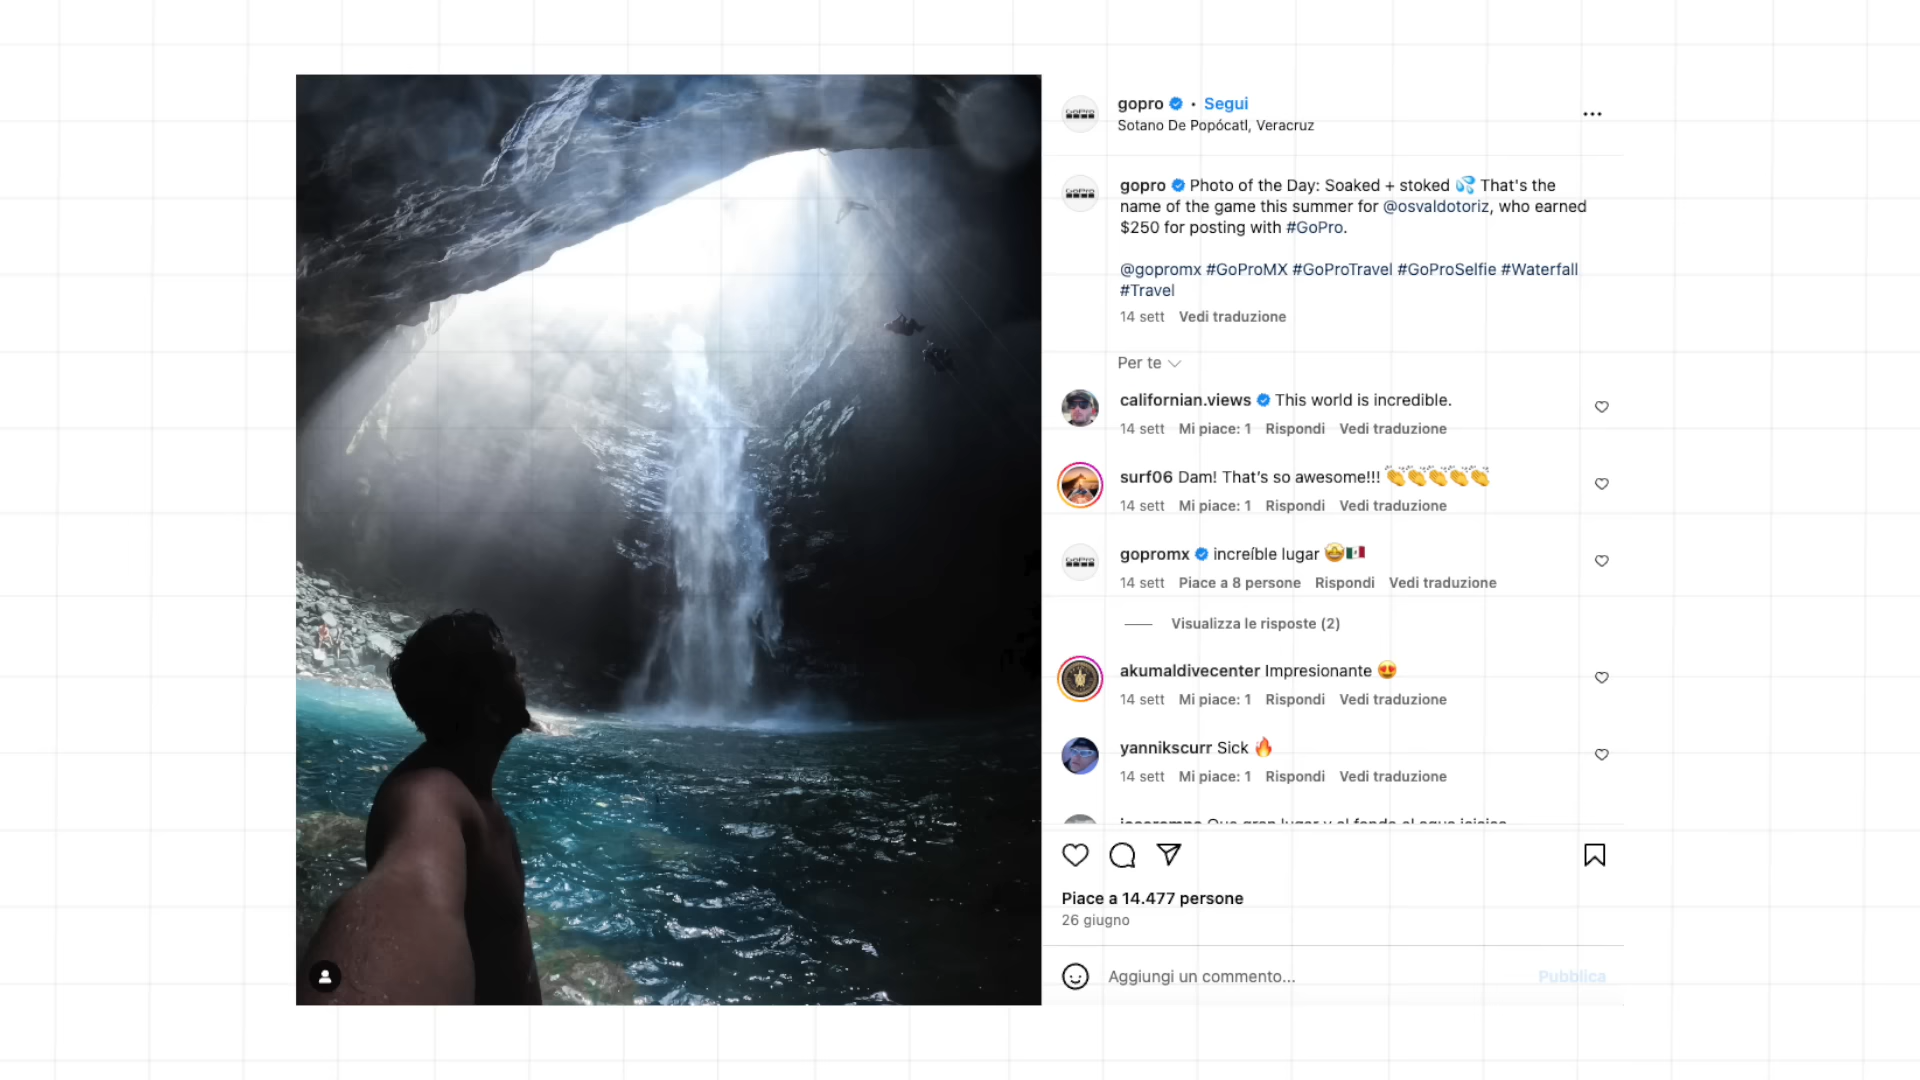 gopro • Segui
Sotano De Popócatl, Veracruz
gopro Photo of the Day: Soaked + stoked 💦 That's the
name of the game this summer for @osvaldotoriz, who earned
$250 for posting with #GoPro.
@gopromx #GoProMX #GoProTravel #GoProSelfie #Waterfall
#Travel
14 sett Vedi traduzione
Per te
californian.views This world is incredible.
14 sett Mi piace: 1 Rispondi Vedi traduzione
surf06 Dam! That's so awesome!!! 👏👏👏👏👏
14 sett Mi piace: 1 Rispondi Vedi traduzione
gopromx increíble lugar 🤩🇲🇽
14 sett Piace a 8 persone Rispondi Vedi traduzione
Visualizza le risposte (2)
akumaldivecenter Impresionante 😍
14 sett Mi piace: 1 Rispondi Vedi traduzione
yannikscurr Sick 🔥
14 sett Mi piace: 1 Rispondi Vedi traduzione
Piace a 14.477 persone
26 giugno
Aggiungi un commento...
Pubblica